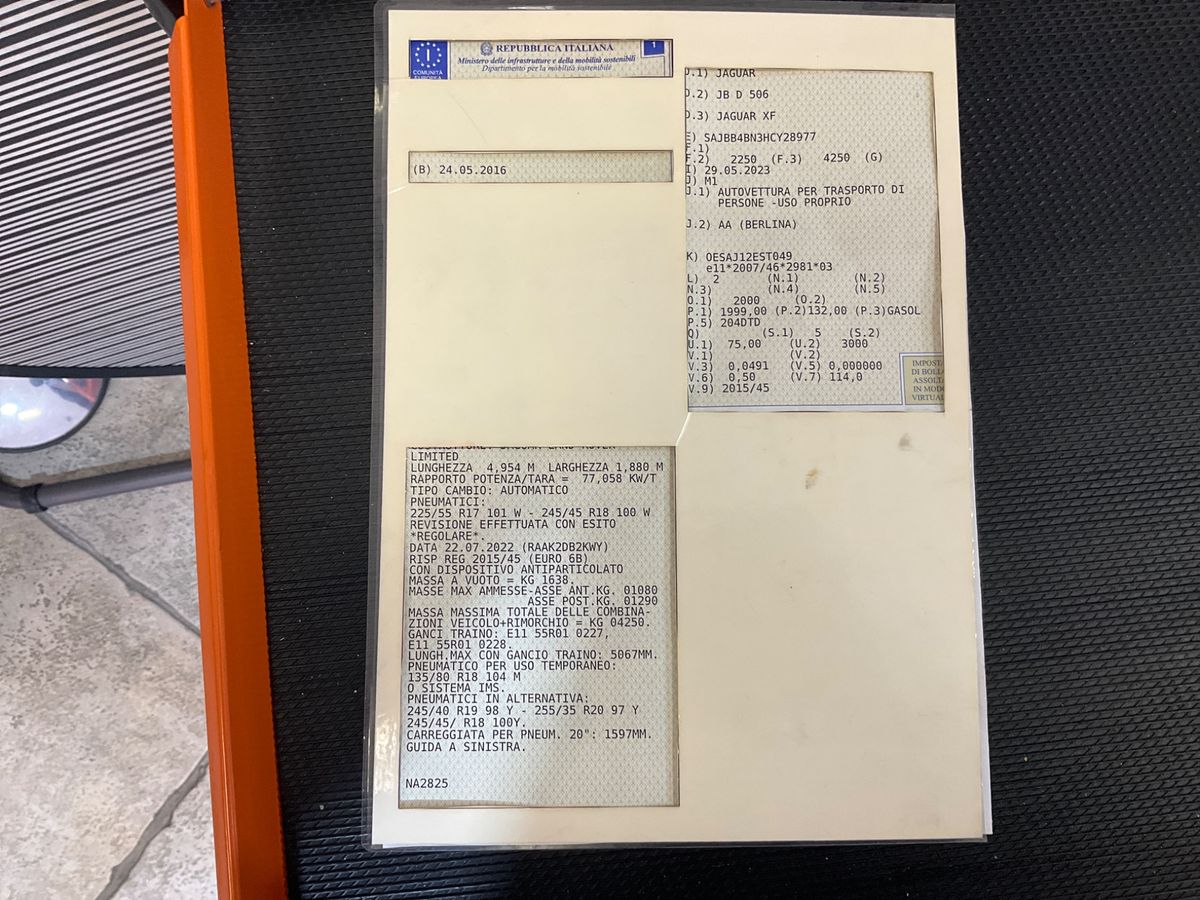 REPUBBLICA ITALIANA
Ministero delle infrastrutture e della mobilità sostenibili
Dipartimento per la mobilità sostenibile
I
COMUNITÀ
EUROPEA
1
(B) 24.05.2016
D.1) JAGUAR
D.2) JB D 506
D.3) JAGUAR XF
E) SAJBB4BN3HCY28977
F.1)
F.2) 2250 (F.3) 4250 (G)
I) 29.05.2023
J) M1
J.1) AUTOVETTURA PER TRASPORTO DI
PERSONE -USO PROPRIO
J.2) AA (BERLINA)
K) OESAJ12EST049
e11*2007/46*2981*03
L) 2 (N.1) (N.2)
N.3) (N.4) (N.5)
O.1) 2000 (O.2)
P.1) 1999,00 (P.2)132,00 (P.3)GASOL
P.5) 204DTD
Q) (S.1) 5 (S.2)
U.1) 75,00 (U.2) 3000
V.1) (V.2)
V.3) 0,0491 (V.5) 0,000000
V.6) 0,50 (V.7) 114,0
V.9) 2015/45
IMPOSTA
DI BOLL
ASSOLTA
IN MODO
VIRTUAL
LIMITED
LUNGHEZZA 4,954 M LARGHEZZA 1,880 M
RAPPORTO POTENZA/TARA = 77,058 KW/T
TIPO CAMBIO: AUTOMATICO
PNEUMATICI:
225/55 R17 101 W - 245/45 R18 100 W
REVISIONE EFFETTUATA CON ESITO
*REGOLARE*.
DATA 22.07.2022 (RAAK2DB2KWY)
RISP REG 2015/45 (EURO 6B)
CON DISPOSITIVO ANTIPARTICOLATO
MASSA A VUOTO = KG 1638.
MASSE MAX AMMESSE-ASSE ANT.KG. 01080
ASSE POST.KG. 01290
MASSA MASSIMA TOTALE DELLE COMBINA-
ZIONI VEICOLO+RIMORCHIO = KG 04250.
GANCI TRAINO: E11 55R01 0227,
E11 55R01 0228.
LUNGH.MAX CON GANCIO TRAINO: 5067MM.
PNEUMATICO PER USO TEMPORANEO:
135/80 R18 104 M
O SISTEMA IMS.
PNEUMATICI IN ALTERNATIVA:
245/40 R19 98 Y - 255/35 R20 97 Y
245/45/ R18 100Y.
CARREGGIATA PER PNEUM. 20": 1597MM.
GUIDA A SINISTRA.
NA2825